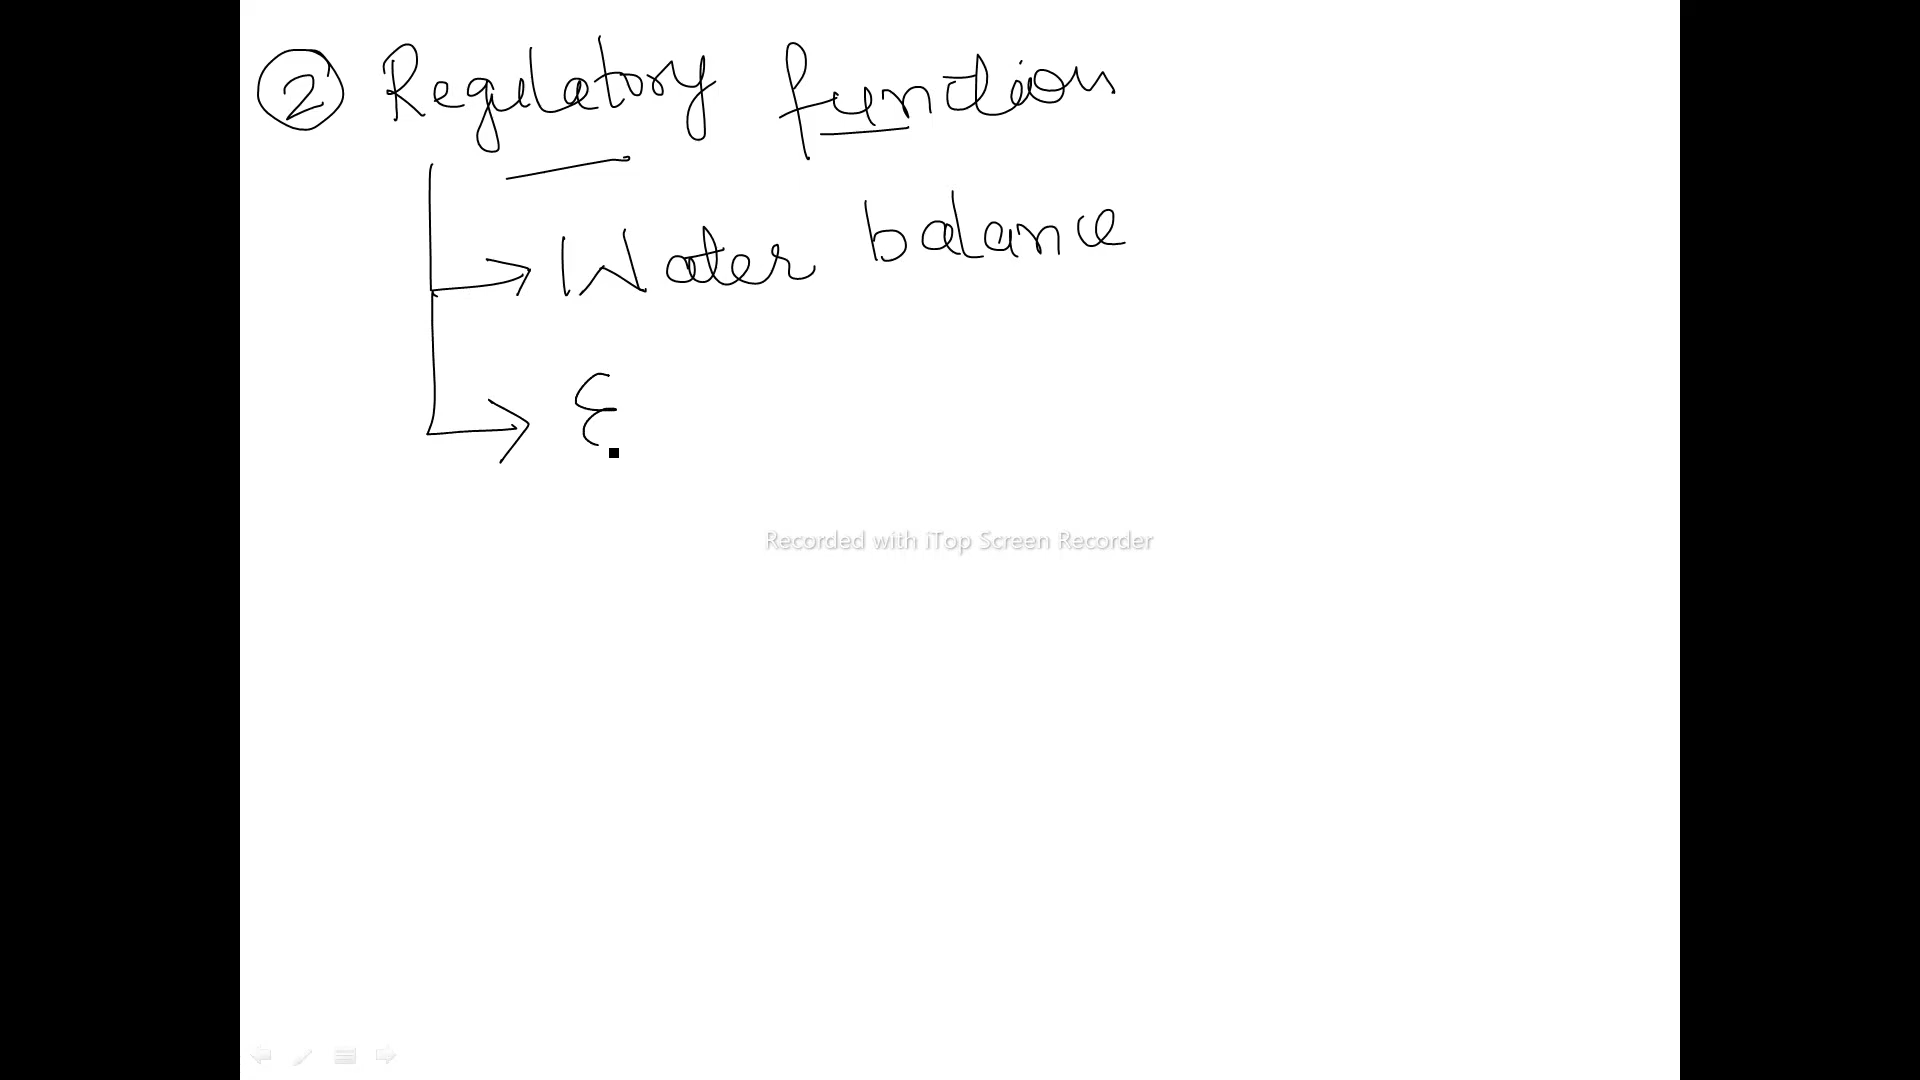 ② Regulatory function
→ Water balance
→ E
Recorded with iTop Screen Recorder